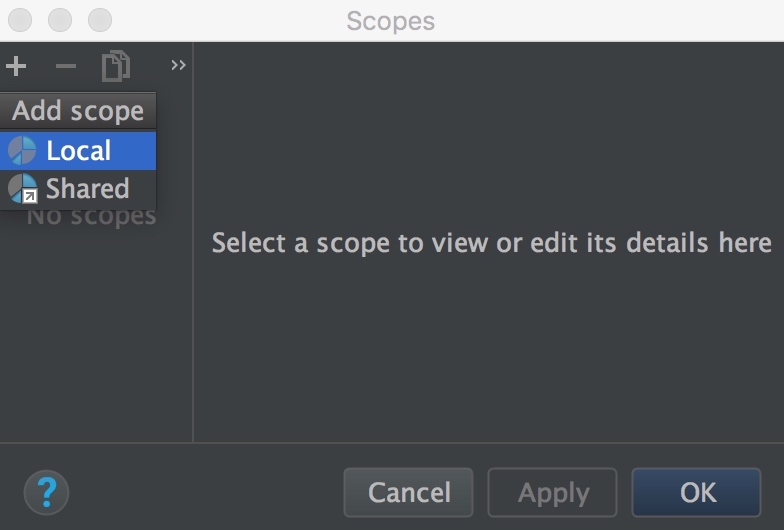 Scopes
Add scope
Local
Shared
No scopes
Select a scope to view or edit its details here
?
Cancel
Apply
OK